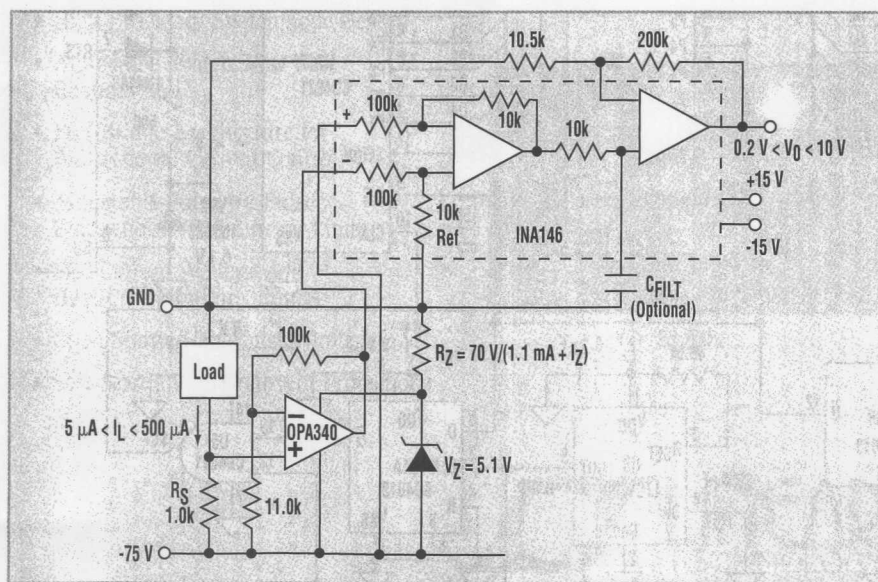 10.5k
200k
100k
+
10k
10k
−
100k
0.2 V < V0 < 10 V
+15 V
10k
Ref
INA146
-15 V
GND
CFILT
(Optional)
100k
RZ = 70 V/(1.1 mA + IZ)
Load
5 μA < IL < 500 μA
−
OPA340
+
VZ = 5.1 V
RS
1.0k
11.0k
-75 V